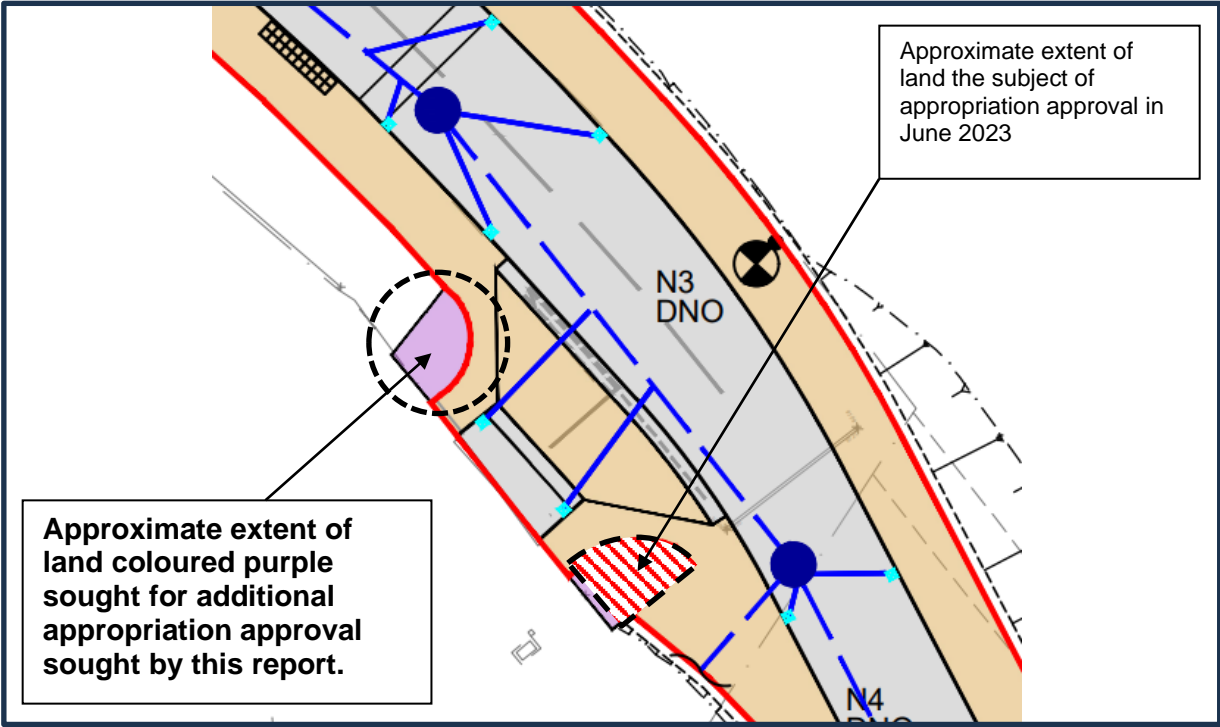 Approximate extent of
land the subject of
appropriation approval in
June 2023
N3
DNO
Approximate extent of
land coloured purple
sought for additional
appropriation approval
sought by this report.
N4
DNO